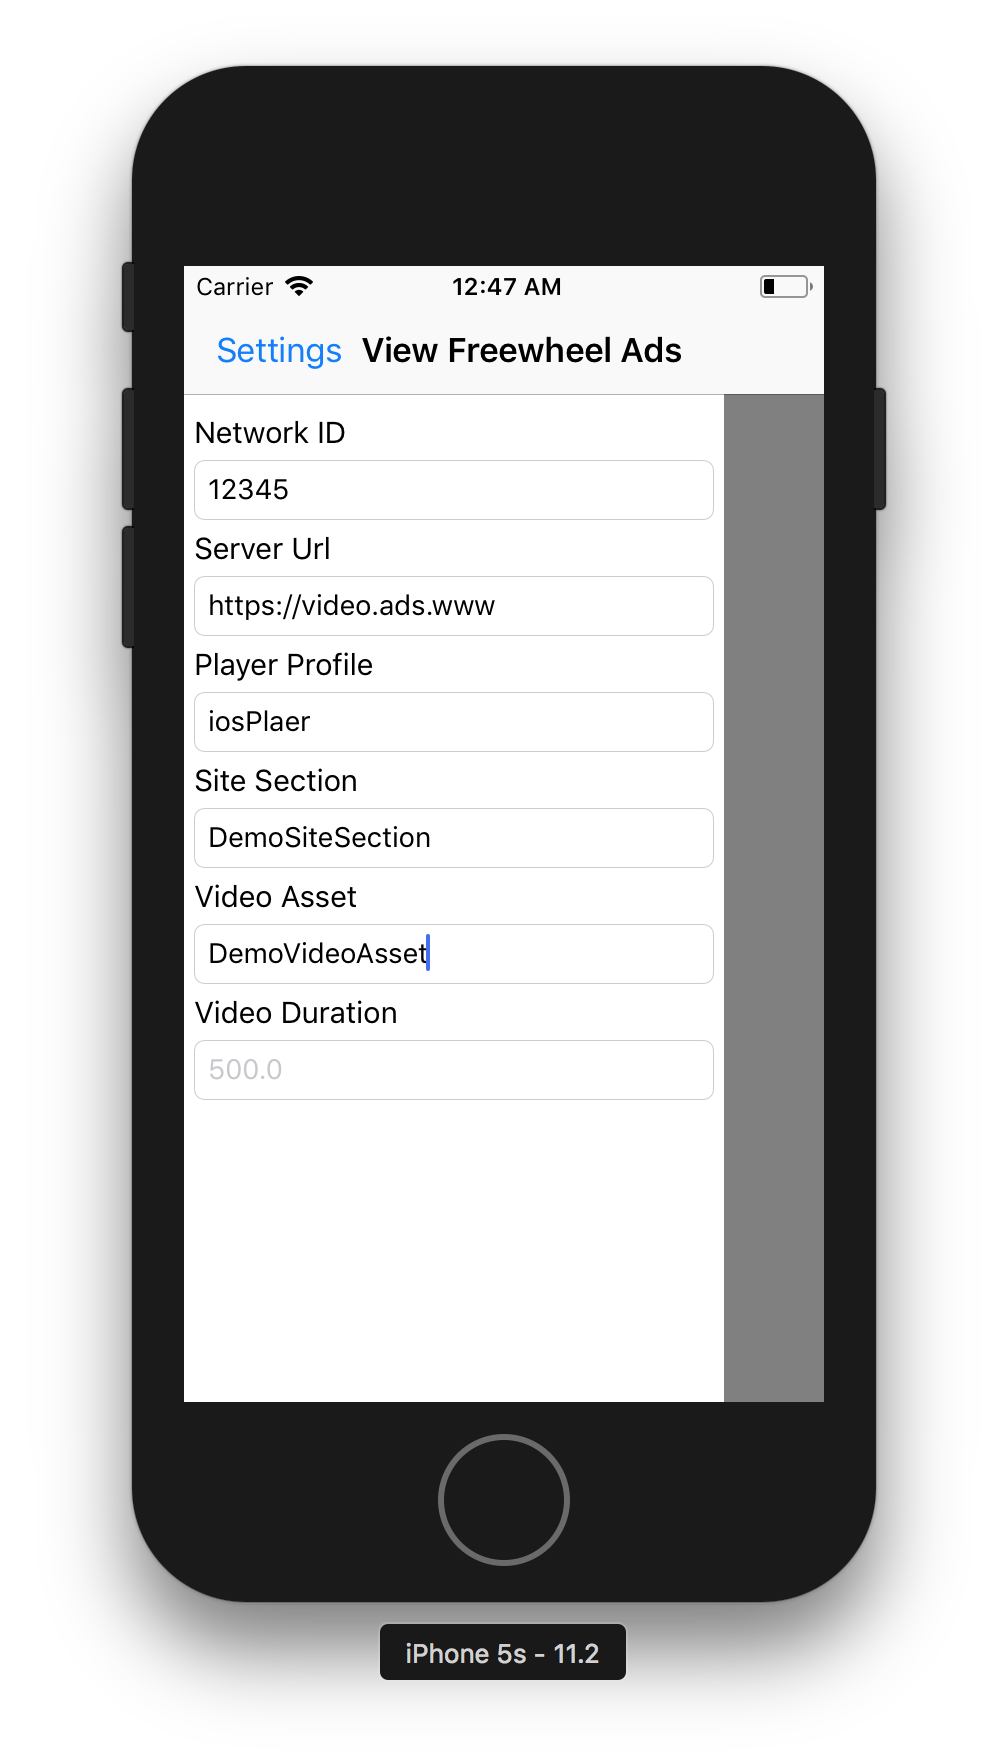 Carrier 12:47 AM
Settings View Freewheel Ads
Network ID
12345
Server Url
https://video.ads.www
Player Profile
iosPlaer
Site Section
DemoSiteSection
Video Asset
DemoVideoAsset
Video Duration
500.0
iPhone 5s - 11.2